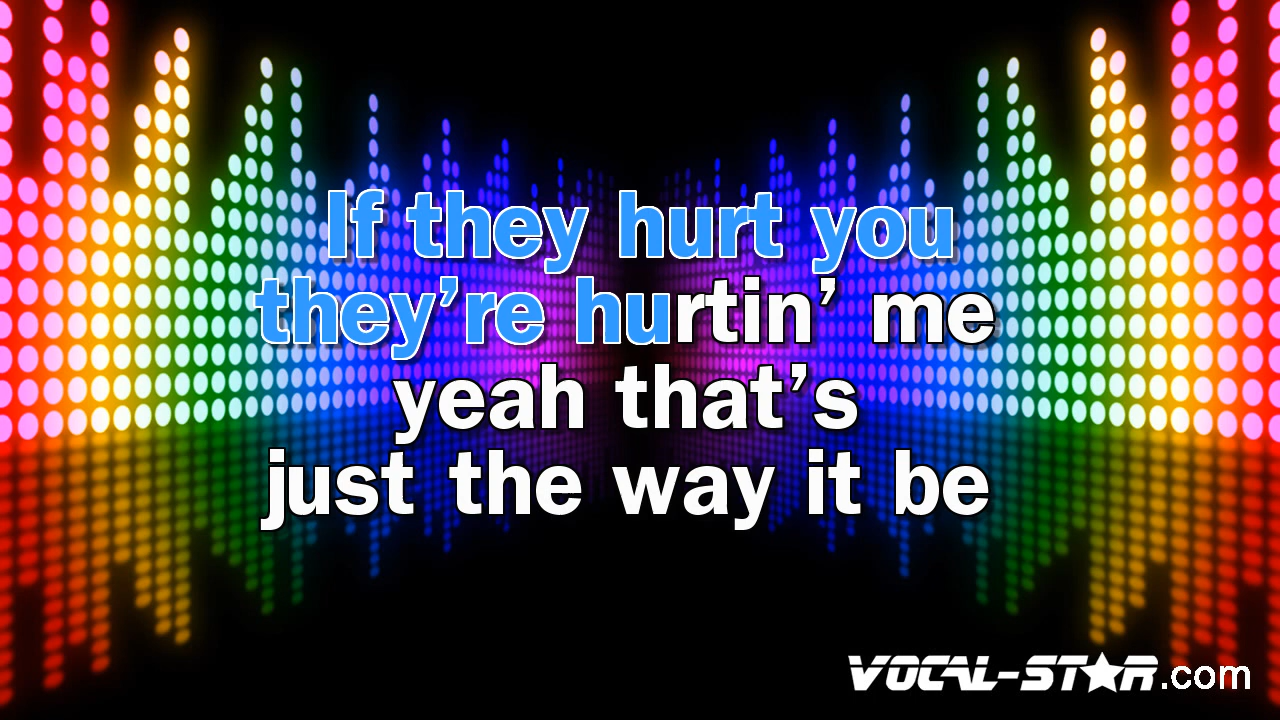 If they hurt you
they’re hurtin’ me
yeah that’s
just the way it be
VOCAL-STAR.com